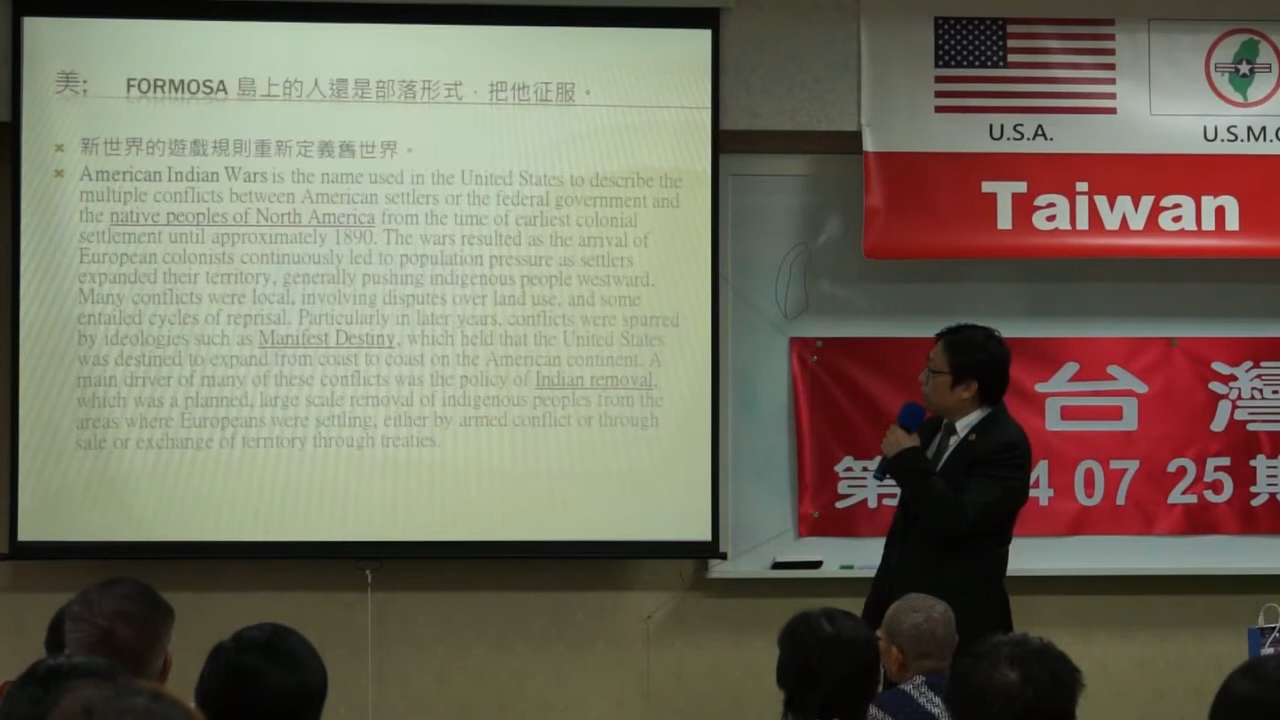 美: FORMOSA 島上的人還是部落形式，把他征服。
新世界的遊戲規則重新定義舊世界。
American Indian Wars is the name used in the United States to describe the
multiple conflicts between American settlers or the federal government and
the native peoples of North America from the time of earliest colonial
settlement until approximately 1890. The wars resulted as the arrival of
European colonists continuously led to population pressure as settlers
expanded their territory, generally pushing indigenous people westward.
Many conflicts were local, involving disputes over land use, and some
entailed cycles of reprisal. Particularly in later years, conflicts were spurred
by ideologies such as Manifest Destiny, which held that the United States
was destined to expand from coast to coast on the American continent. A
main driver of many of these conflicts was the policy of Indian removal,
which was a planned, large scale removal of indigenous peoples from the
areas where Europeans were settling, either by armed conflict or through
sale or exchange of territory through treaties.
U.S.A.
U.S.M.
Taiwan
台灣
第 4 07 25 期